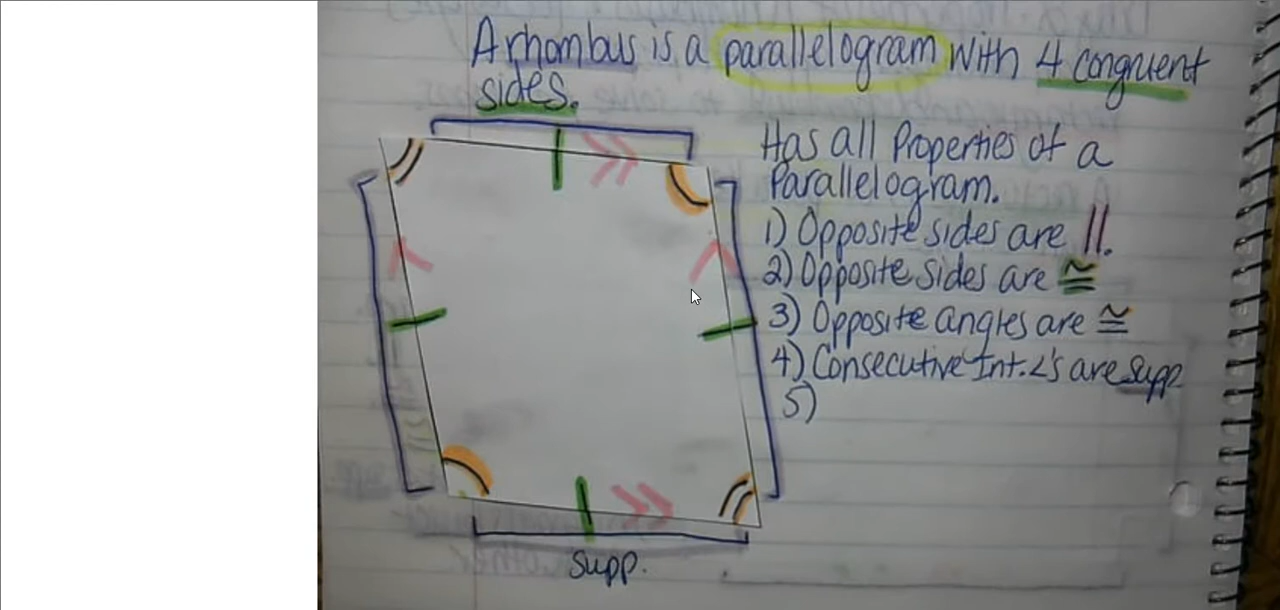 A rhombus is a parallelogram with 4 congruent
sides.
Has all Properties of a
Parallelogram.
1) Opposite sides are ||.
2) Opposite sides are ≅
3) Opposite angles are ≅
4) Consecutive Int. ∠'s are supp
5)
supp.